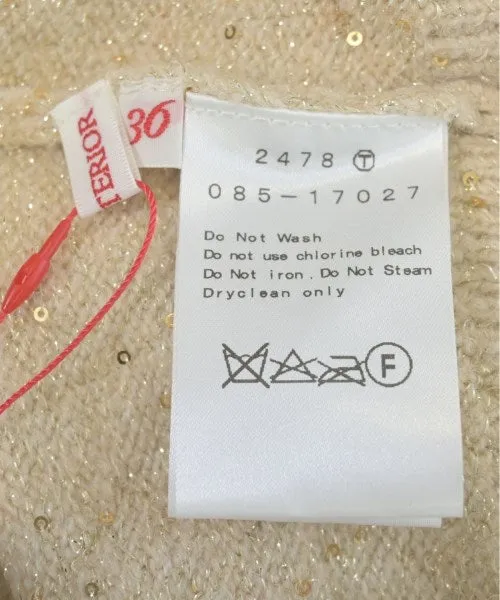 TERIOR
36
2478 Ⓣ
085-17027
Do Not Wash
Do not use chlorine bleach
Do Not iron. Do Not Steam
Dryclean only
F